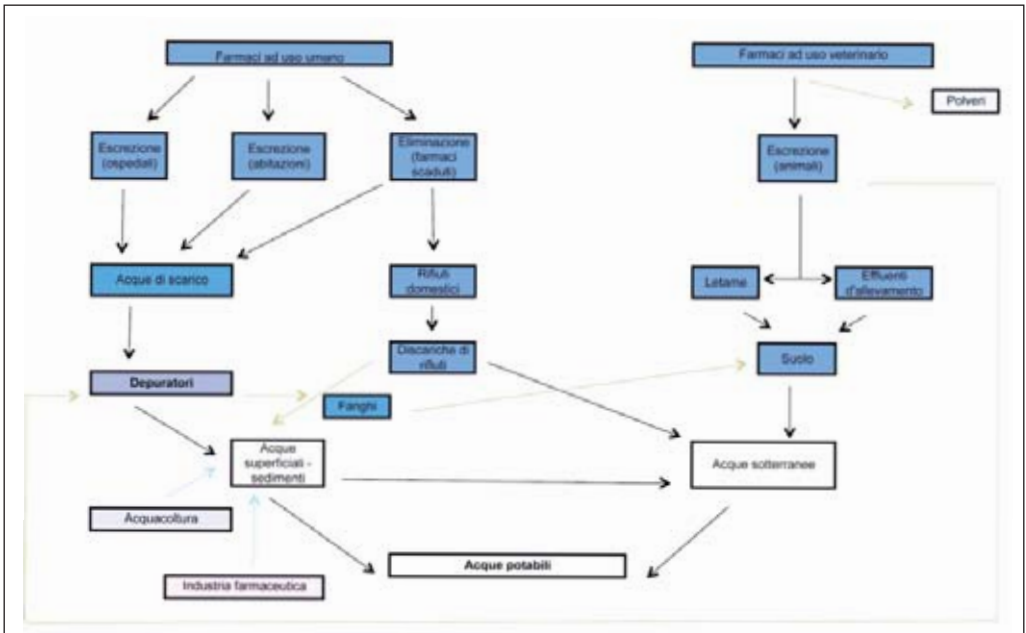 Farmaci ad uso umano
Farmaci ad uso veterinario
Polveri
Escrezione
(ospedali)
Escrezione
(abitazioni)
Eliminazione
(farmaci
scaduti)
Escrezione
(animali)
Acque di scarico
Rifiuti
domestici
Letame
Effluenti
d'allevamento
Discariche di
rifiuti
Suolo
Depuratori
Fanghi
Acque
superficiali -
sedimenti
Acque sotterranee
Acquacoltura
Acque potabili
Industria farmaceutica